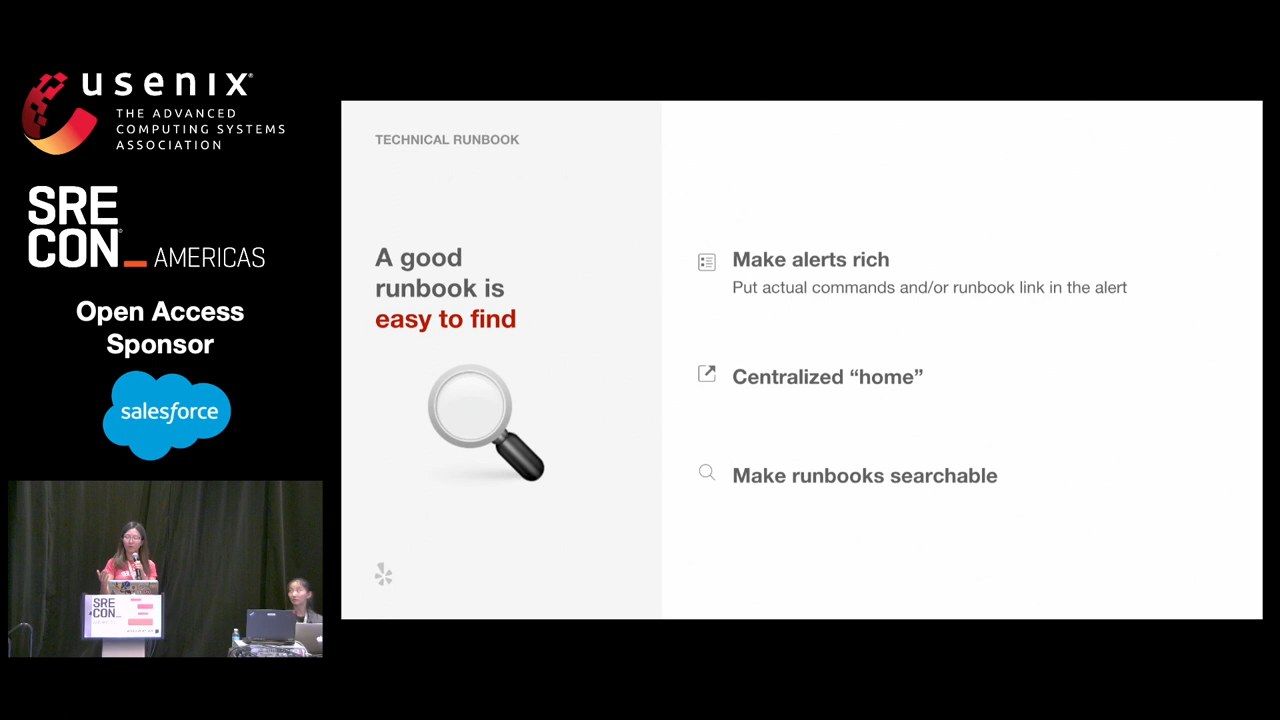 usenix
THE ADVANCED
COMPUTING SYSTEMS
ASSOCIATION
SRE
CON
AMERICAS
Open Access
Sponsor
salesforce
SRE
CON
TECHNICAL RUNBOOK
A good
runbook is
easy to find
Make alerts rich
Put actual commands and/or runbook link in the alert
Centralized “home”
Make runbooks searchable